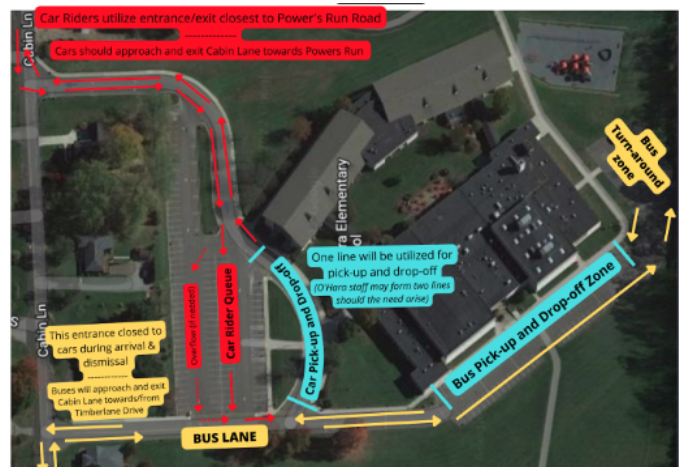 Cabin Ln
Car Riders utilize entrance/exit closest to Power's Run Road
-------------
Cars should approach and exit Cabin Lane towards Powers Run
Bus
Turn-around
zone
ra Elementary
ol
One line will be utilized for
pick-up and drop-off
(O'Hara staff may form two lines
should the need arise)
Car Pick-up and Drop-off
Bus Pick-up and Drop-off Zone
Overflow (if needed)
Car Rider Queue
Cabin Ln
S
This entrance closed to
cars during arrival &
dismissal
------------
Buses will approach and exit
Cabin Lane towards/from
Timberlane Drive
BUS LANE